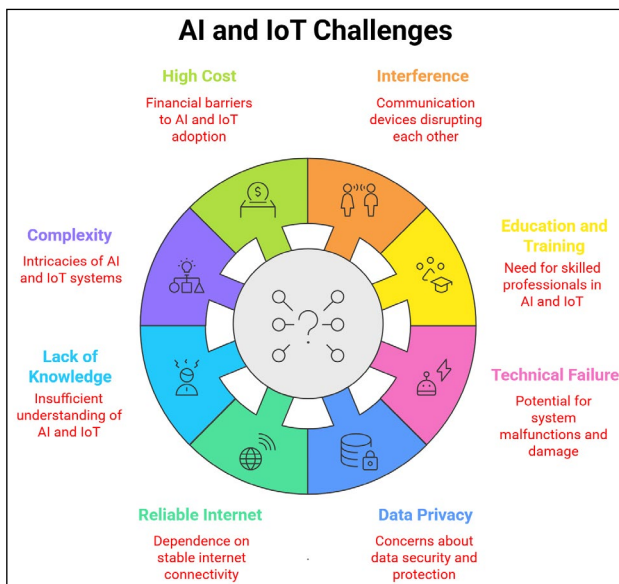 AI and IoT Challenges
High Cost
Financial barriers
to AI and IoT
adoption
Interference
Communication
devices disrupting
each other
Education and
Training
Need for skilled
professionals in
AI and IoT
Technical Failure
Potential for
system
malfunctions and
damage
Data Privacy
Concerns about
data security and
protection
Reliable Internet
Dependence on
stable internet
connectivity
Lack of
Knowledge
Insufficient
understanding of
AI and IoT
Complexity
Intricacies of AI
and IoT systems
$
?